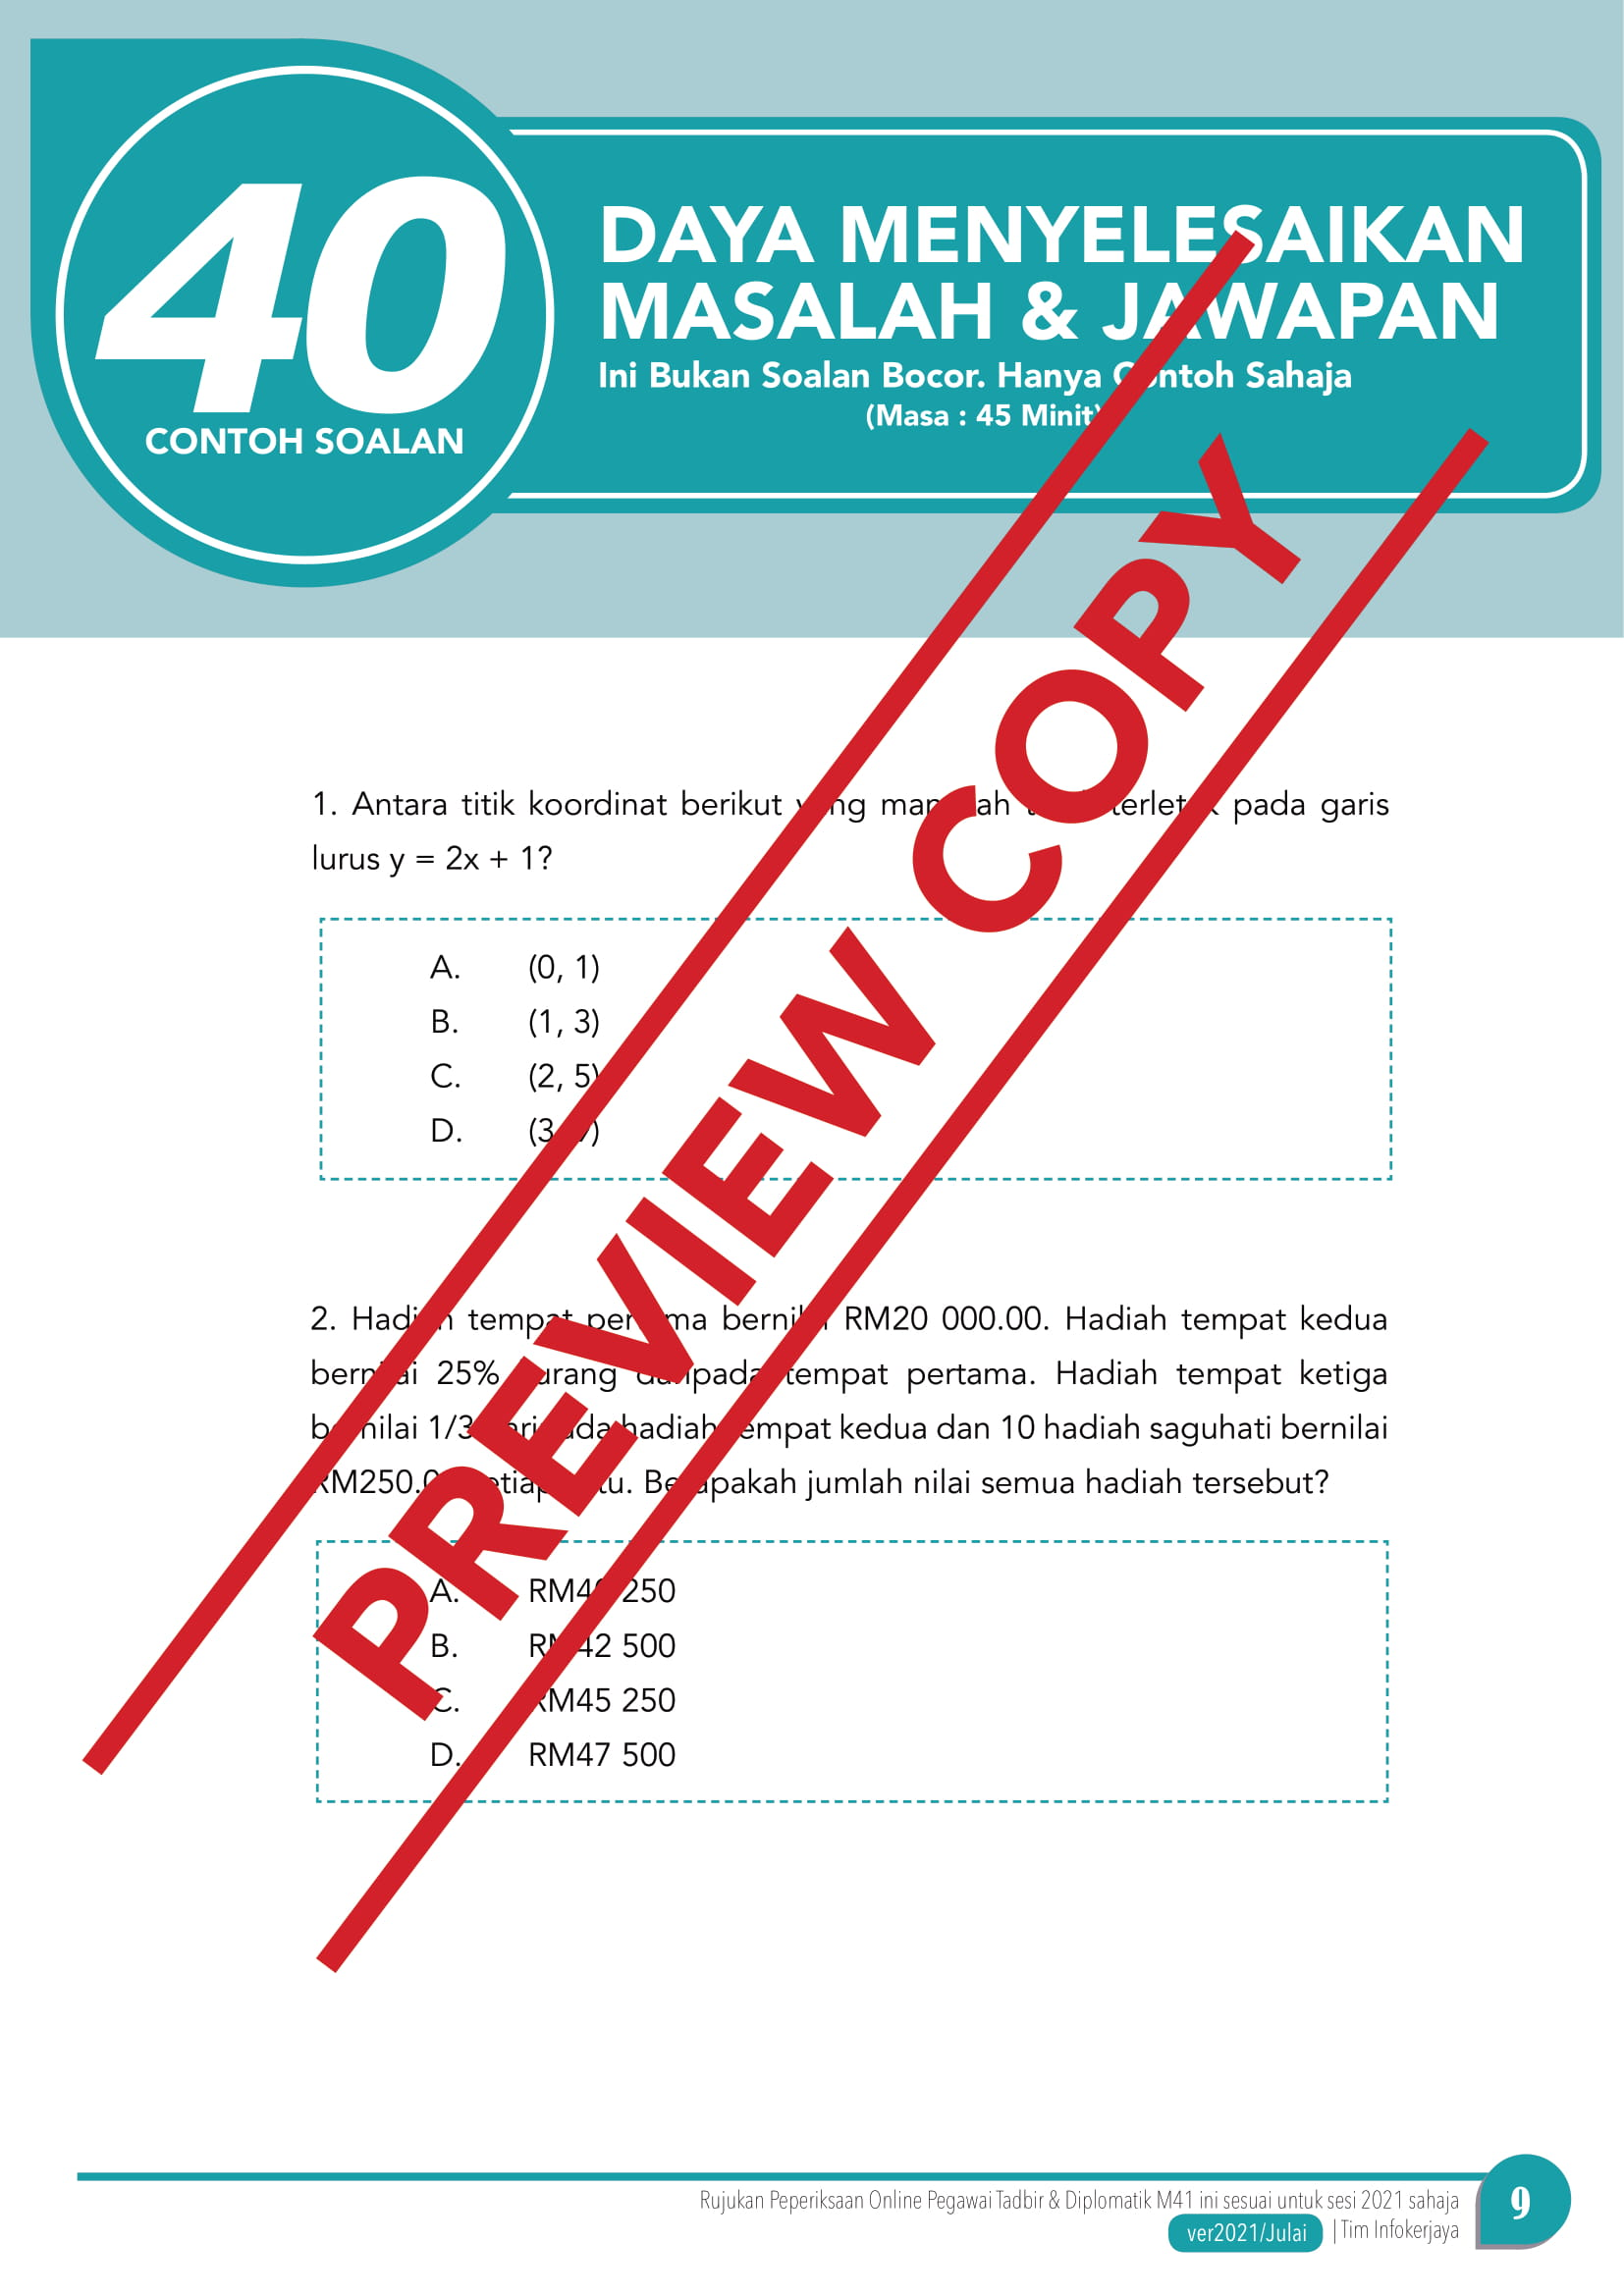 40
CONTOH SOALAN
DAYA MENYELESAIKAN
MASALAH & JAWAPAN
Ini Bukan Soalan Bocor. Hanya Contoh Sahaja
(Masa : 45 Minit)
PREVIEW COPY
1. Antara titik koordinat berikut yang manakah terletak pada garis
lurus y = 2x + 1?
A. (0, 1)
B. (1, 3)
C. (2, 5)
D. (3,
2. Hadiah tempat pertama bernilai RM20 000.00. Hadiah tempat kedua
bernilai 25% kurang daripada tempat pertama. Hadiah tempat ketiga
bernilai 1/3 daripada hadiah tempat kedua dan 10 hadiah saguhati bernilai
RM250.00 setiap satu. Berapakah jumlah nilai semua hadiah tersebut?
A. 250
B. RM42 500
C. RM45 250
D. RM47 500
Rujukan Peperiksaan Online Pegawai Tadbir & Diplomatik M41 ini sesuai untuk sesi 2021 sahaja
ver2021/Julai | Tim Infokerjaya
9